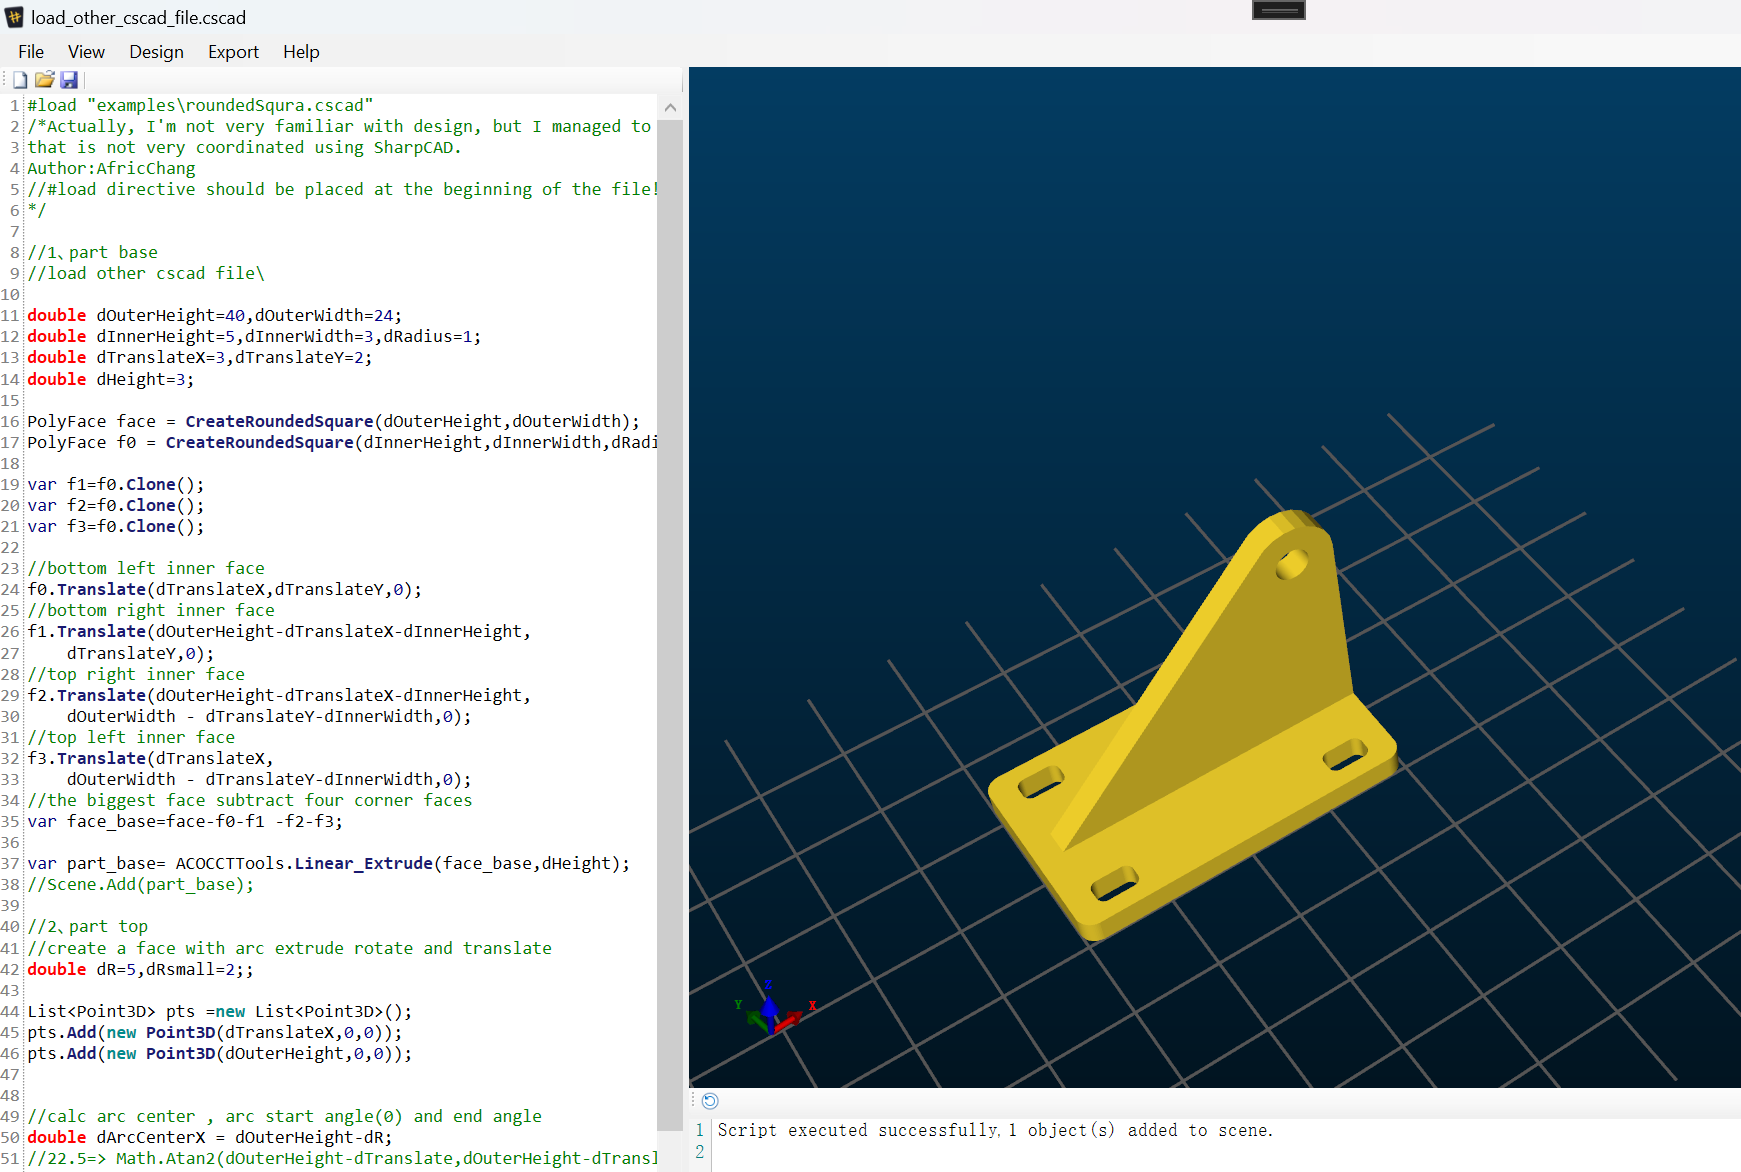 load_other_cscad_file.cscad
File View Design Export Help
1 #load "examples\roundedSqura.cscad"
2 /*Actually, I'm not very familiar with design, but I managed to
3 that is not very coordinated using SharpCAD.
4 Author:AfricChang
5 //#load directive should be placed at the beginning of the file!
6 */
7
8 //1、part base
9 //load other cscad file\
10
11 double dOuterHeight=40,dOuterWidth=24;
12 double dInnerHeight=5,dInnerWidth=3,dRadius=1;
13 double dTranslateX=3,dTranslateY=2;
14 double dHeight=3;
15
16 PolyFace face = CreateRoundedSquare(dOuterHeight,dOuterWidth);
17 PolyFace f0 = CreateRoundedSquare(dInnerHeight,dInnerWidth,dRadi
18
19 var f1=f0.Clone();
20 var f2=f0.Clone();
21 var f3=f0.Clone();
22
23 //bottom left inner face
24 f0.Translate(dTranslateX,dTranslateY,0);
25 //bottom right inner face
26 f1.Translate(dOuterHeight-dTranslateX-dInnerHeight,
27     dTranslateY,0);
28 //top right inner face
29 f2.Translate(dOuterHeight-dTranslateX-dInnerHeight,
30     dOuterWidth - dTranslateY-dInnerWidth,0);
31 //top left inner face
32 f3.Translate(dTranslateX,
33     dOuterWidth - dTranslateY-dInnerWidth,0);
34 //the biggest face subtract four corner faces
35 var face_base=face-f0-f1 -f2-f3;
36
37 var part_base= ACOCCTTools.Linear_Extrude(face_base,dHeight);
38 //Scene.Add(part_base);
39
40 //2、part top
41 //create a face with arc extrude rotate and translate
42 double dR=5,dRsmall=2;;
43
44 List<Point3D> pts =new List<Point3D>();
45 pts.Add(new Point3D(dTranslateX,0,0));
46 pts.Add(new Point3D(dOuterHeight,0,0));
47
48
49 //calc arc center , arc start angle(0) and end angle
50 double dArcCenterX = dOuterHeight-dR;
51 //22.5=> Math.Atan2(dOuterHeight-dTranslate,dOuterHeight-dTransl
Z
Y
X
1 Script executed successfully,1 object(s) added to scene.
2